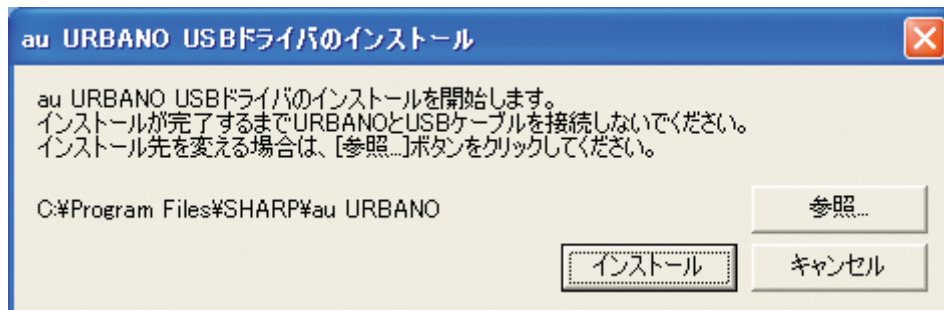 au URBANO USBドライバのインストール
au URBANO USBドライバのインストールを開始します。
インストールが完了するまでURBANOとUSBケーブルを接続しないでください。
インストール先を変える場合は、[参照...]ボタンをクリックしてください。
C:¥Program Files¥SHARP¥au URBANO
参照...
インストール
キャンセル